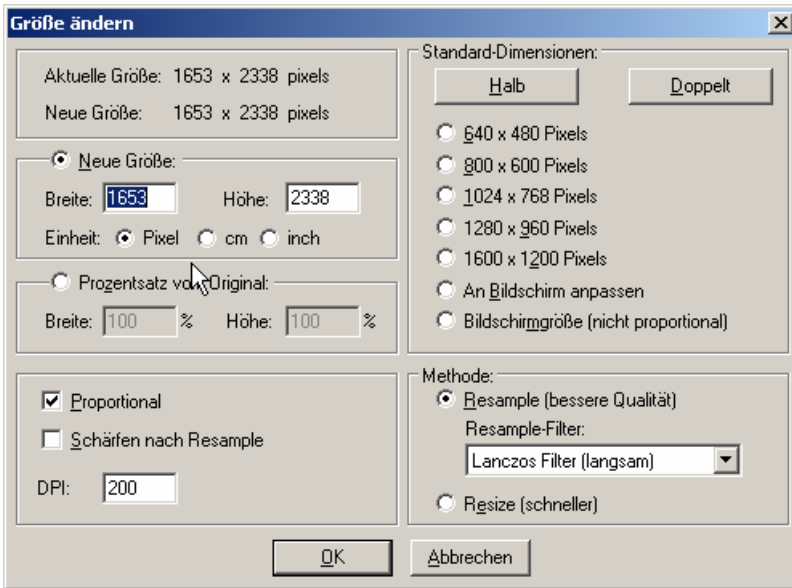 Größe ändern
Aktuelle Größe: 1653 x 2338 pixels
Neue Größe: 1653 x 2338 pixels
Neue Größe:
Breite: 1653 Höhe: 2338
Einheit: Pixel cm inch
Prozentsatz vom Original:
Breite: 100 % Höhe: 100 %
Proportional
Schärfen nach Resample
DPI: 200
Standard-Dimensionen:
Halb Doppelt
640 x 480 Pixels
800 x 600 Pixels
1024 x 768 Pixels
1280 x 960 Pixels
1600 x 1200 Pixels
An Bildschirm anpassen
Bildschirmgröße (nicht proportional)
Methode:
Resample (bessere Qualität)
Resample-Filter:
Lanczos Filter (langsam)
Resize (schneller)
OK Abbrechen